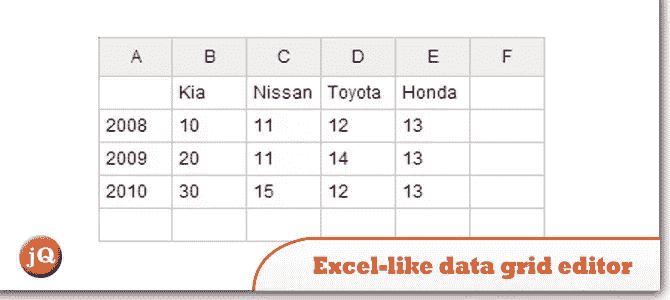 A B C D E F
Kia Nissan Toyota Honda
2008 10 11 12 13
2009 20 11 14 13
2010 30 15 12 13
jQ
Excel-like data grid editor